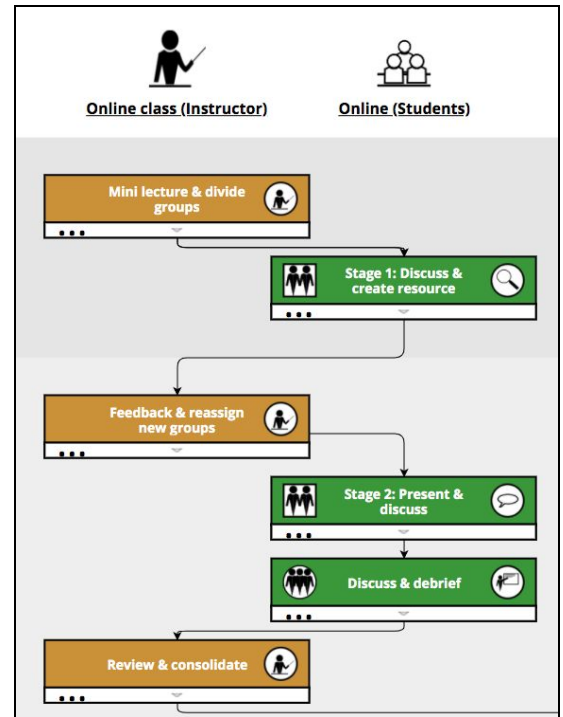 Online class (Instructor)
Online (Students)
Mini lecture & divide
groups
Stage 1: Discuss &
create resource
Feedback & reassign
new groups
Stage 2: Present &
discuss
Discuss & debrief
Review & consolidate